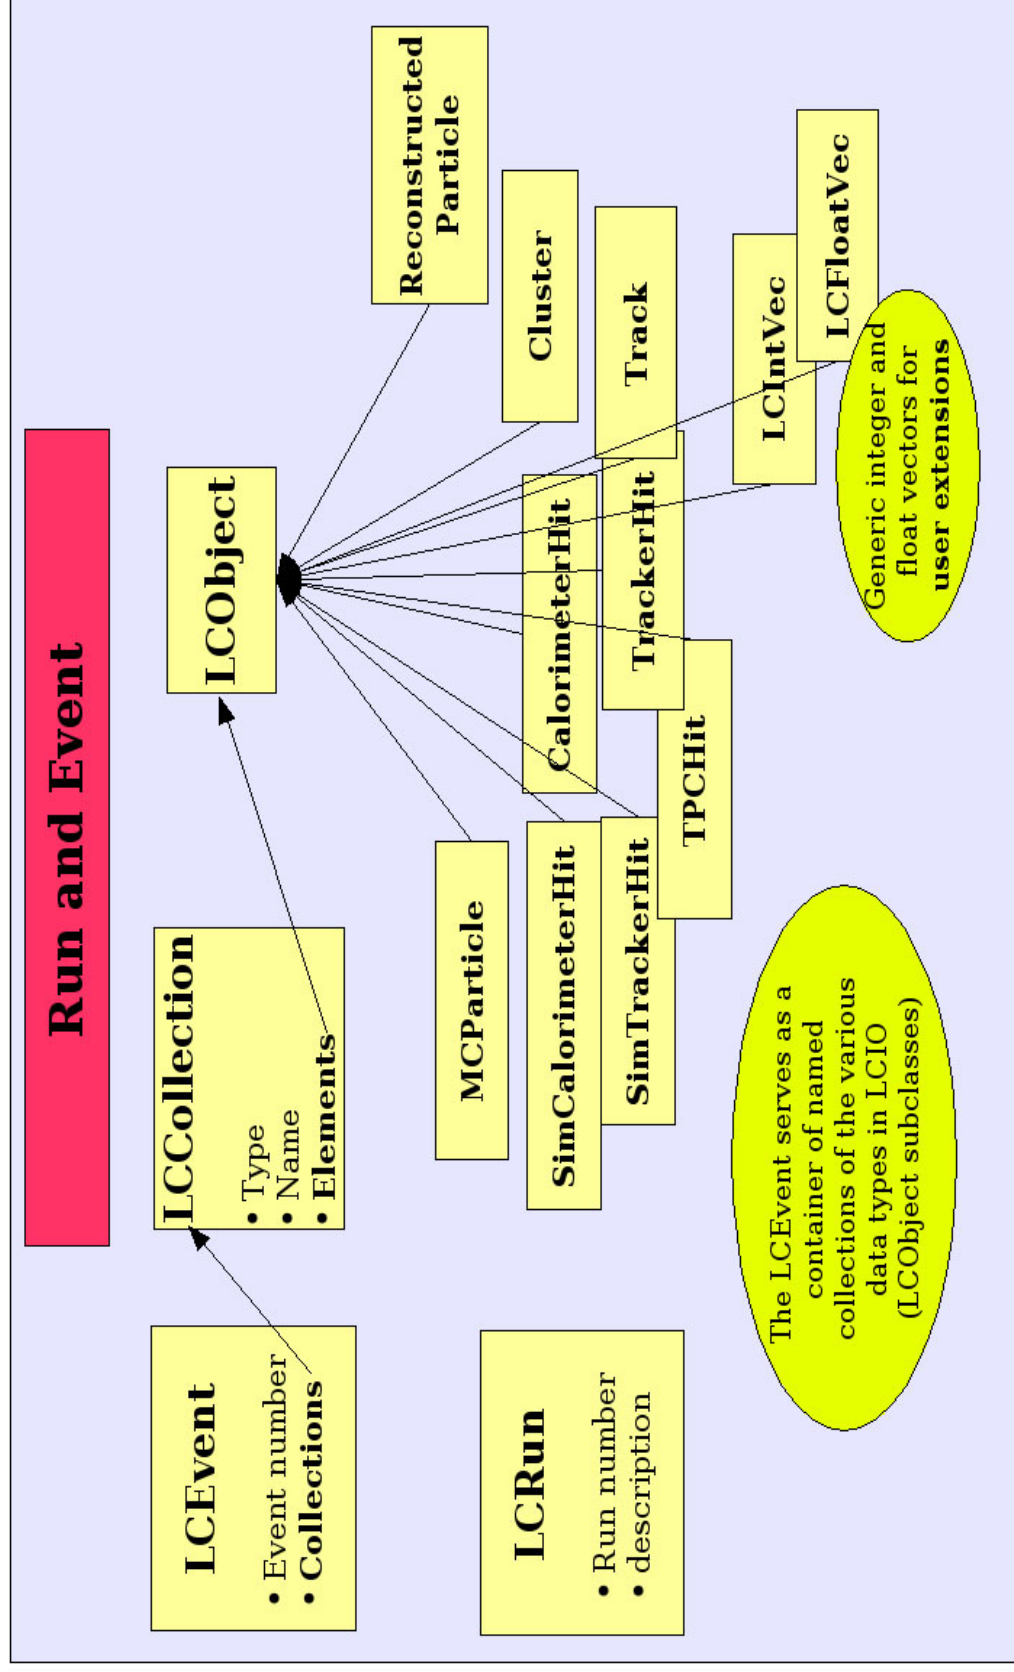 Run and Event
LCEvent
• Event number
• Collections
LCRun
• Run number
• description
LCCollection
• Type
• Name
• Elements
LCObject
MCParticle
SimCalorimeterHit
SimTrackerHit
TPCHit
CalorimeterHit
TrackerHit
Reconstructed
Particle
Cluster
Track
LCIntVec
LCFloatVec
The LCEvent serves as a
container of named
collections of the various
data types in LCIO
(LCObject subclasses)
Generic integer and
float vectors for
user extensions